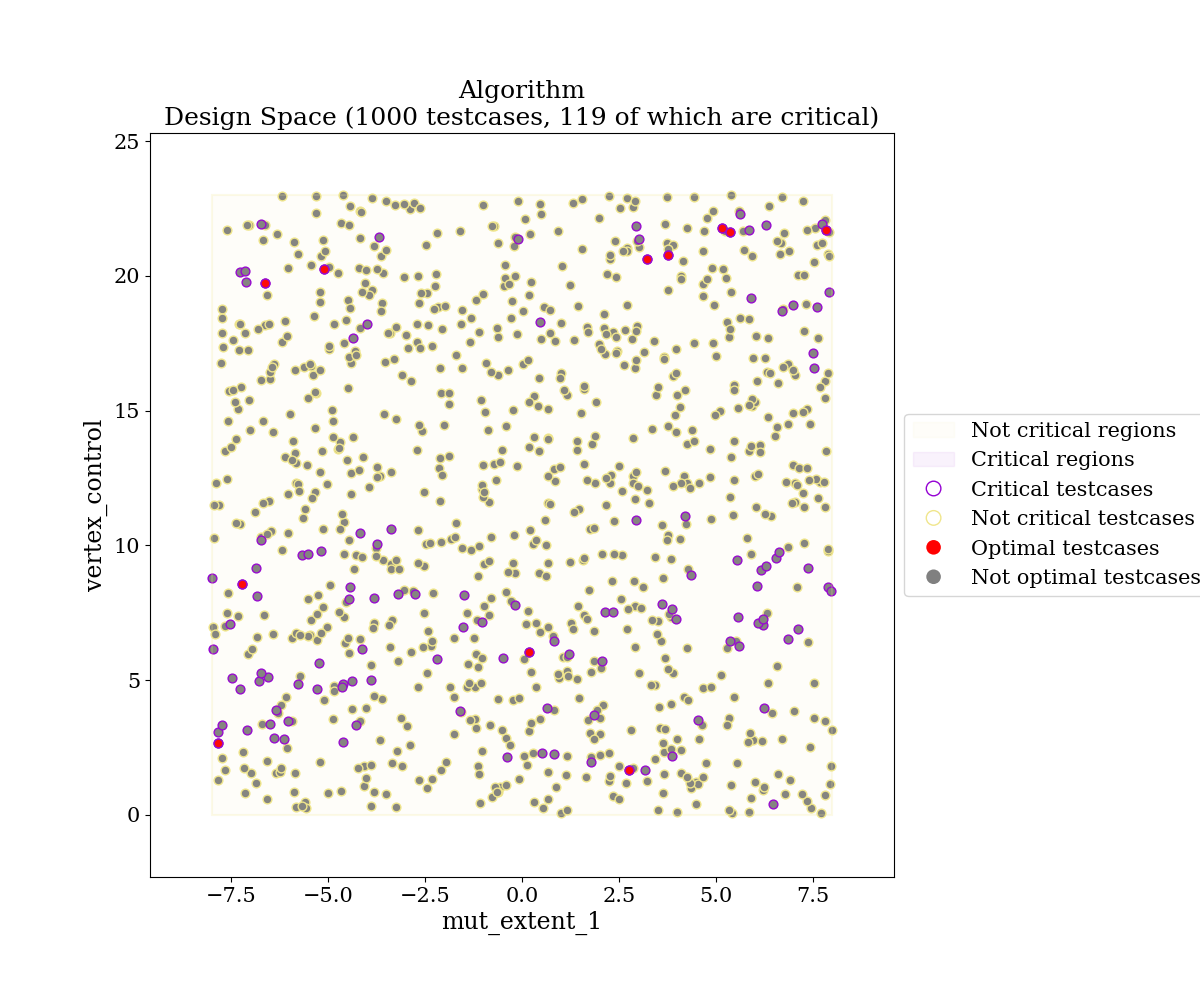 Algorithm
Design Space (1000 testcases, 119 of which are critical)
25
20
15
10
5
0
vertex_control
−7.5
−5.0
−2.5
0.0
2.5
5.0
7.5
mut_extent_1
Not critical regions
Critical regions
Critical testcases
Not critical testcases
Optimal testcases
Not optimal testcases